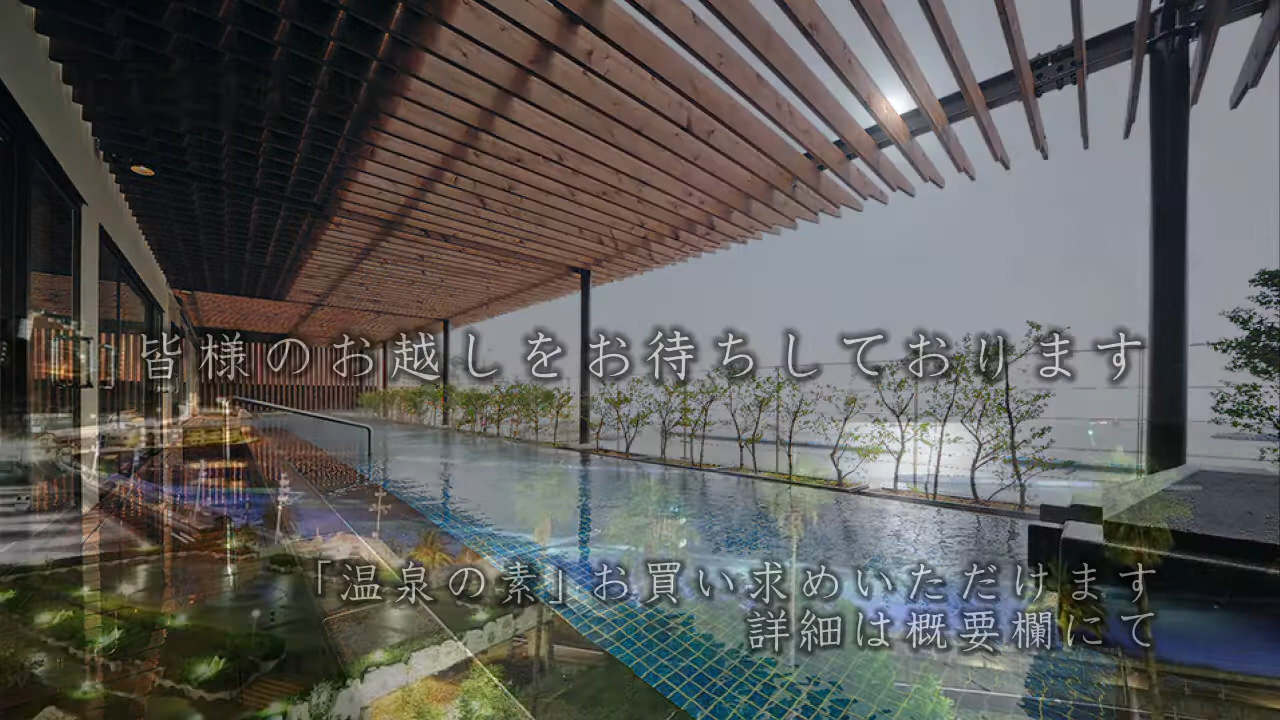 皆様のお越しをお待ちしております
「温泉の素」お買い求めいただけます
詳細は概要欄にて